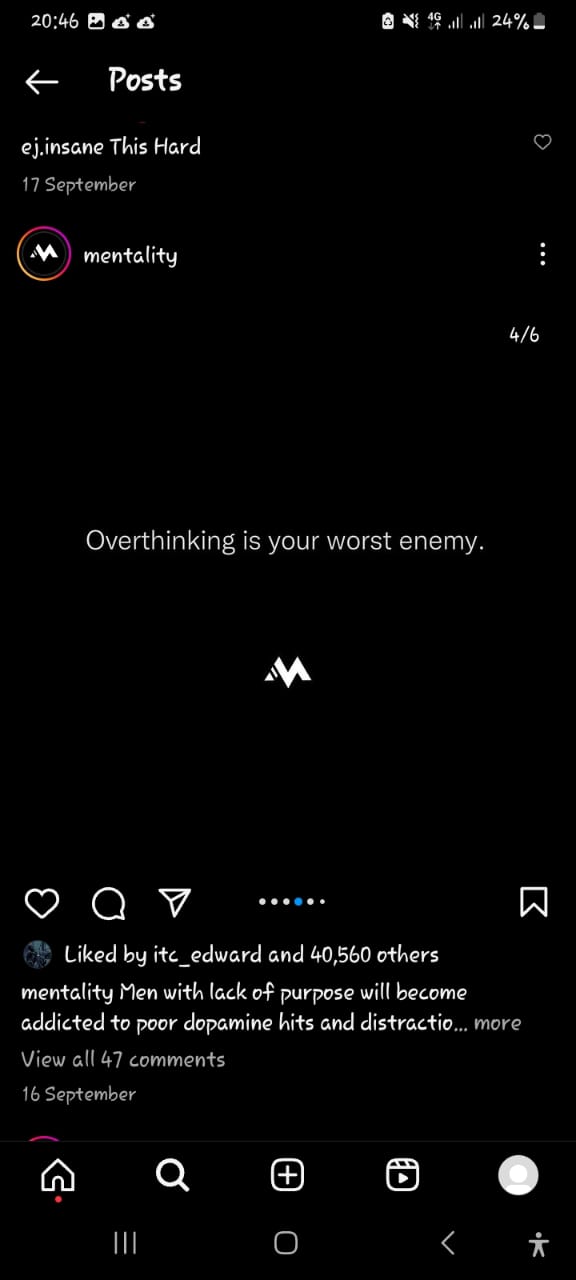 20:46 4G 24%
Posts
ej.insane This Hard
17 September
mentality
4/6
Overthinking is your worst enemy.
Liked by itc_edward and 40,560 others
mentality Men with lack of purpose will become
addicted to poor dopamine hits and distractio... more
View all 47 comments
16 September